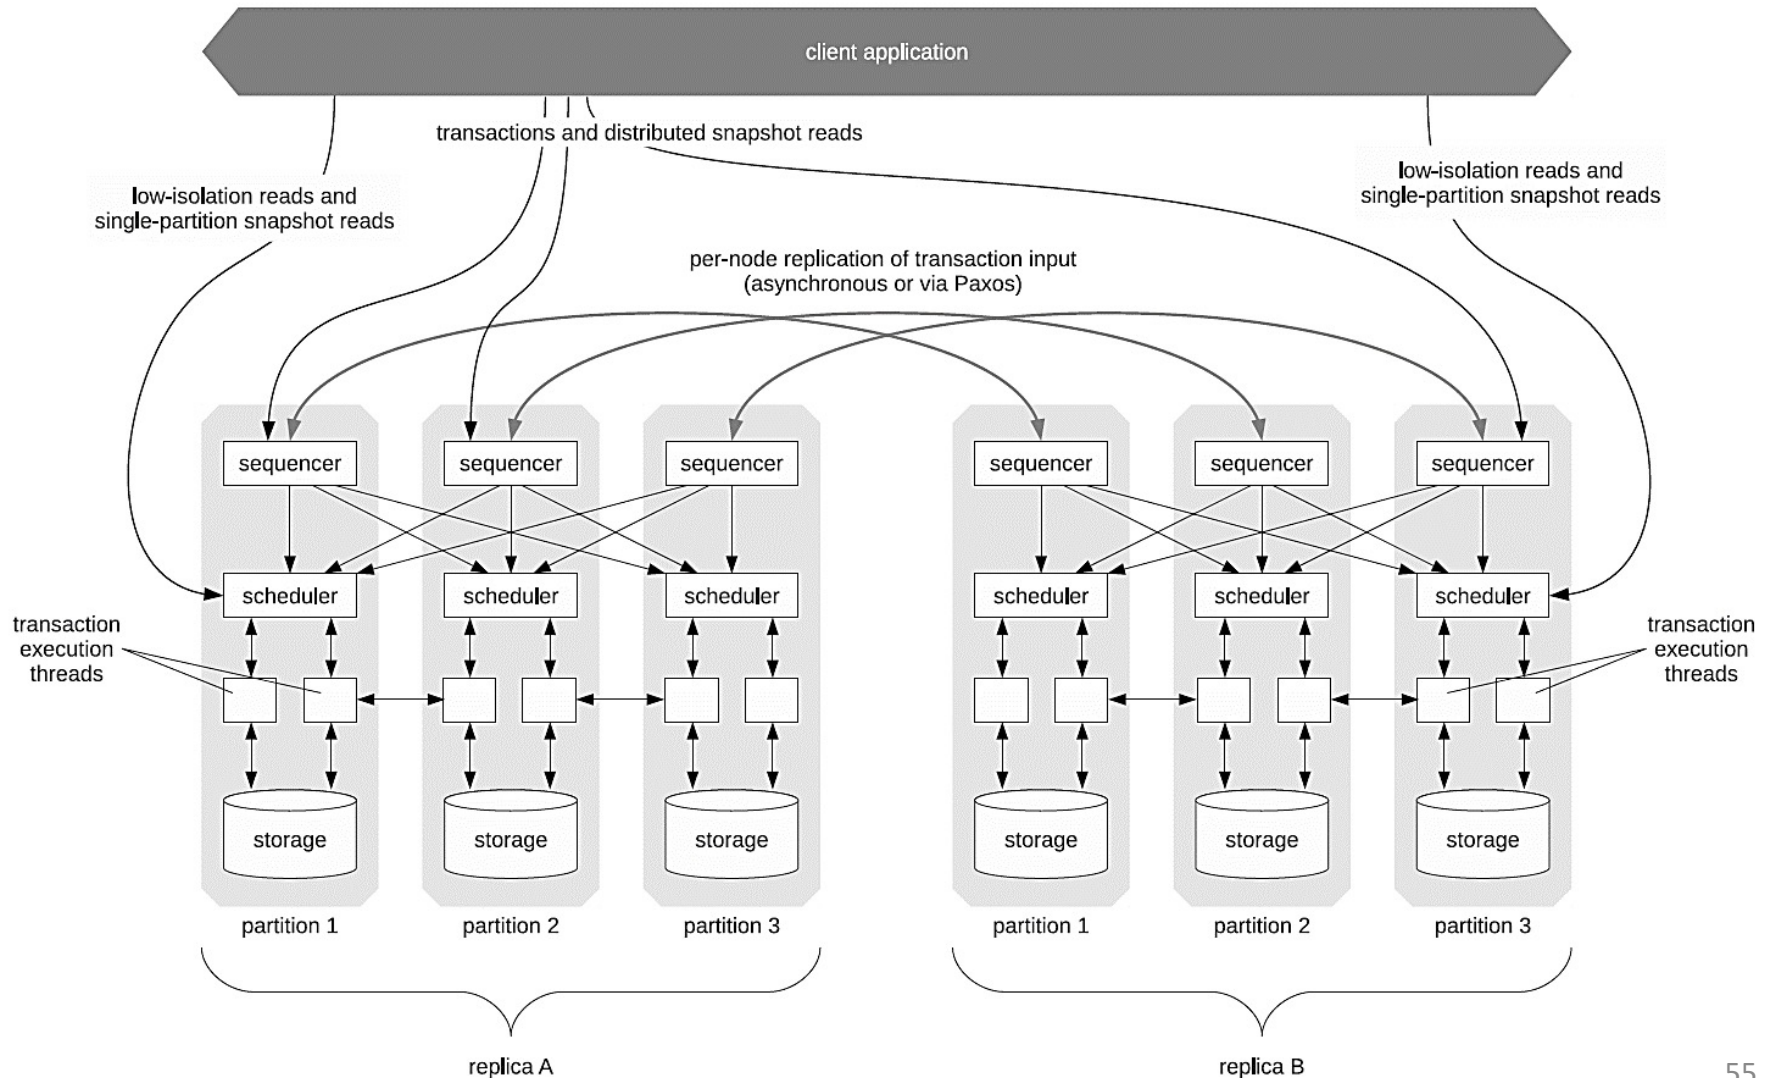 client application
transactions and distributed snapshot reads
low-isolation reads and
single-partition snapshot reads
low-isolation reads and
single-partition snapshot reads
per-node replication of transaction input
(asynchronous or via Paxos)
sequencer
sequencer
sequencer
sequencer
sequencer
sequencer
scheduler
scheduler
scheduler
scheduler
scheduler
scheduler
transaction
execution
threads
transaction
execution
threads
storage
storage
storage
storage
storage
storage
partition 1
partition 2
partition 3
partition 1
partition 2
partition 3
replica A
replica B
55